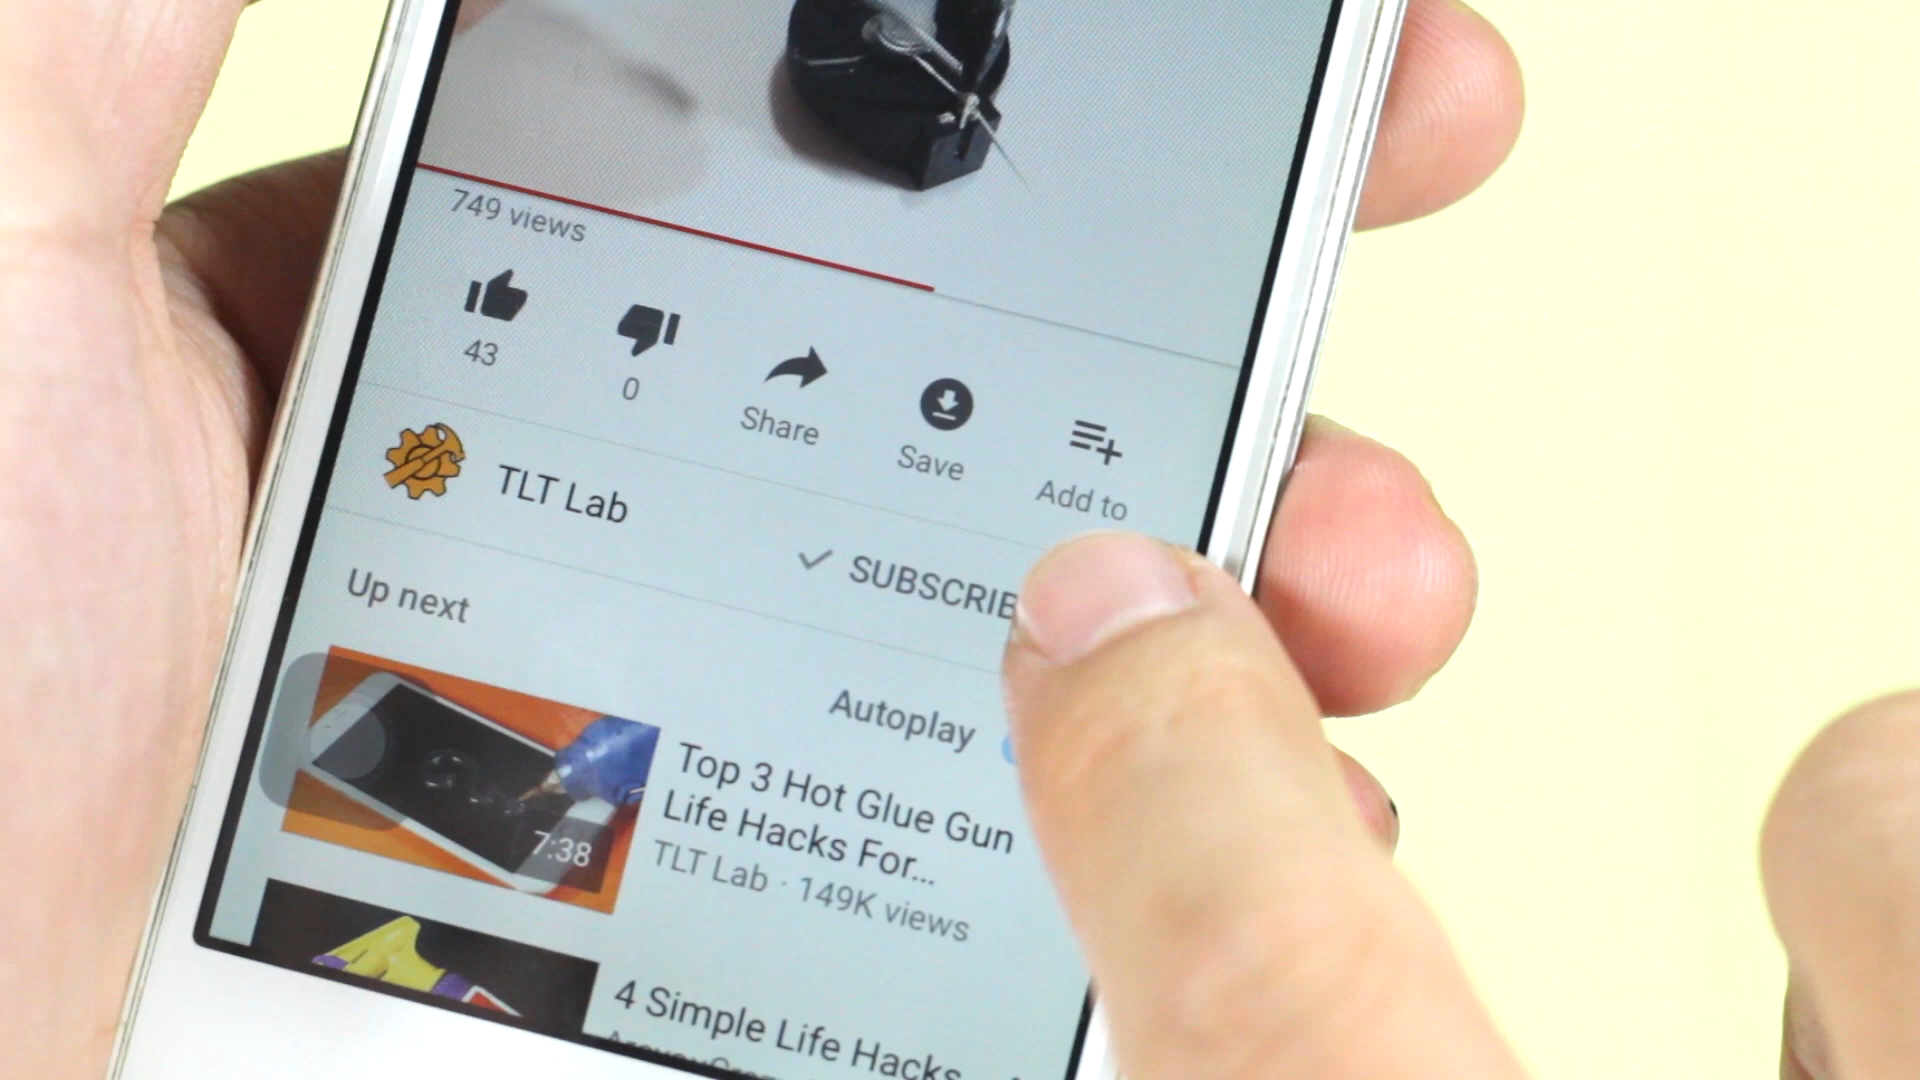 749 views
43
0
Share
Save
Add to
TLT Lab
SUBSCRIB
Up next
Autoplay
Top 3 Hot Glue Gun
Life Hacks For...
TLT Lab · 149K views
7:38
4 Simple Life Hacks